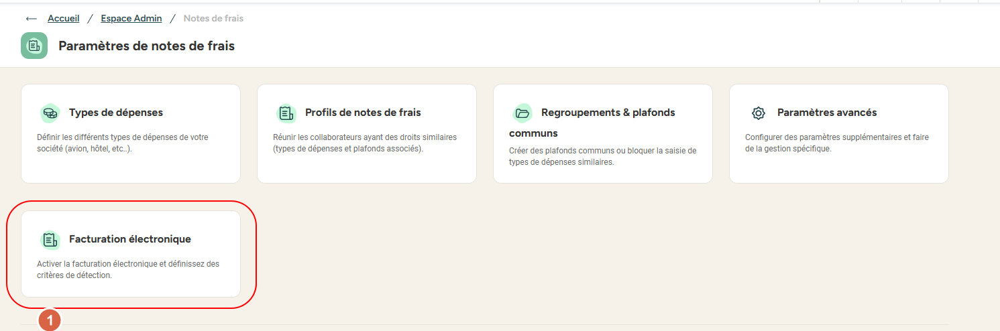 ← Accueil / Espace Admin / Notes de frais
Paramètres de notes de frais
Types de dépenses
Définir les différents types de dépenses de votre
société (avion, hôtel, etc..).
Profils de notes de frais
Réunir les collaborateurs ayant des droits similaires
(types de dépenses et plafonds associés).
Regroupements & plafonds
communs
Créer des plafonds communs ou bloquer la saisie de
types de dépenses similaires.
Paramètres avancés
Configurer des paramètres supplémentaires et faire
de la gestion spécifique.
Facturation électronique
Activer la facturation électronique et définissez des
critères de détection.
1